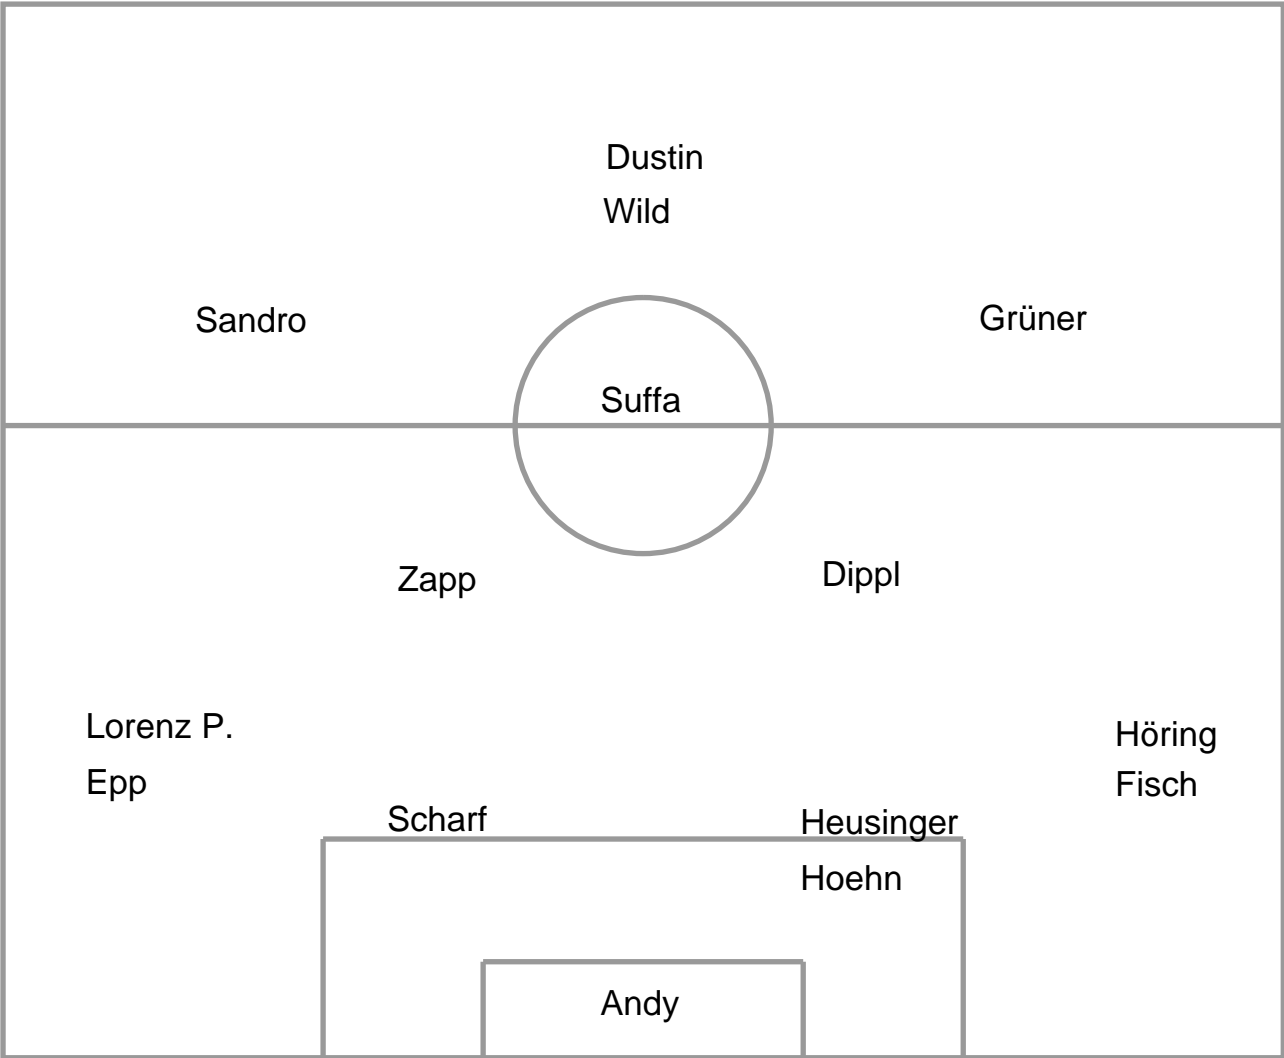 Dustin
Wild
Sandro
Grüner
Suffa
Zapp
Dippl
Lorenz P.
Epp
Höring
Fisch
Scharf
Heusinger
Hoehn
Andy